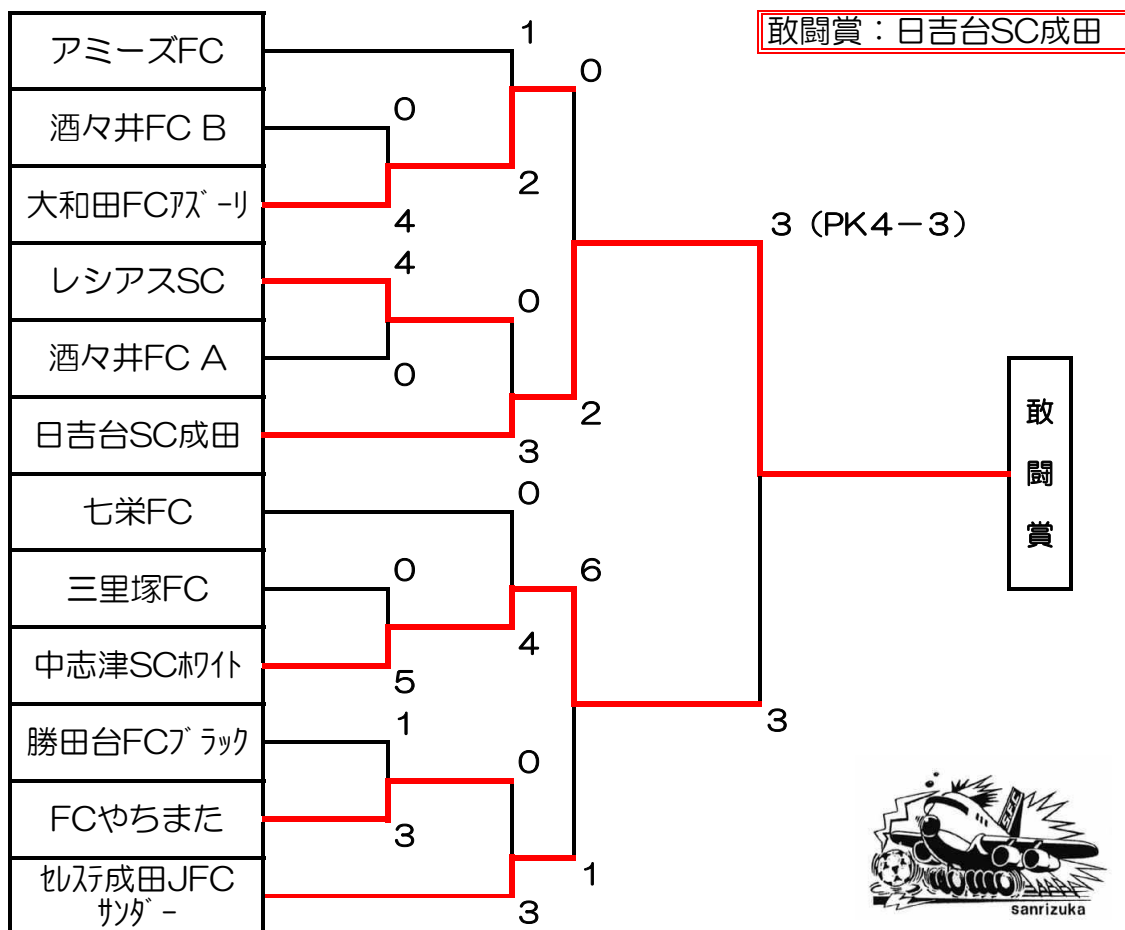 敢闘賞：日吉台SC成田
アミーズFC
酒々井FC B
大和田FCｱｽﾞｰﾘ
レシアスSC
酒々井FC A
日吉台SC成田
七栄FC
三里塚FC
中志津SCﾎﾜｲﾄ
勝田台FCﾌﾞﾗｯｸ
FCやちまた
ｾﾚｽﾃ成田JFC
ｻﾝﾀﾞｰ
1
0
0
2
4
3（PK4－3）
4
0
0
2
3
0
0
6
4
5
3
1
0
3
1
3
敢
闘
賞
SFC
sanrizuka